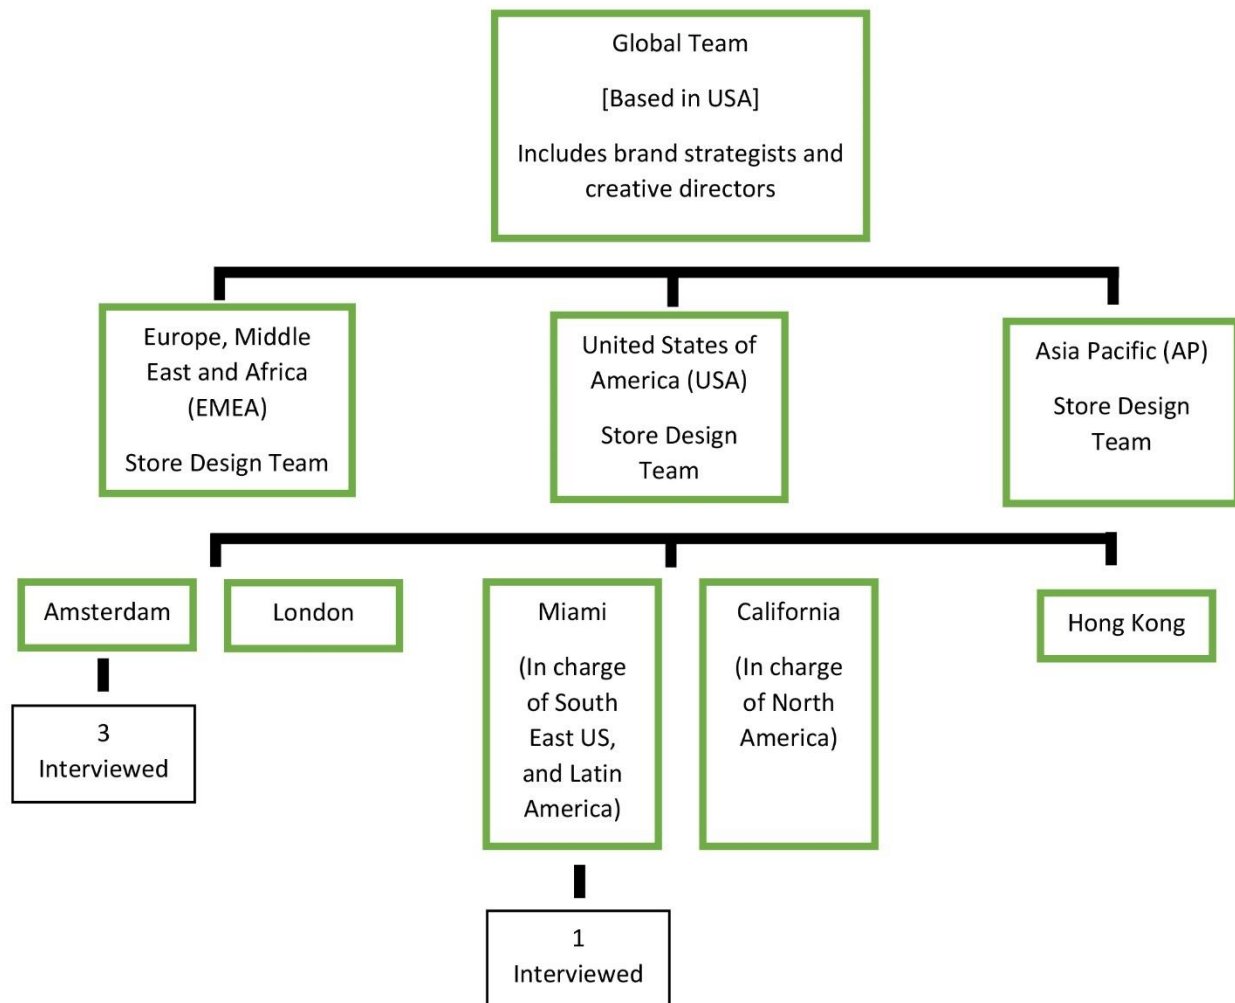 Global Team
[Based in USA]
Includes brand strategists and
creative directors
Europe, Middle
East and Africa
(EMEA)
Store Design Team
United States of
America (USA)
Store Design
Team
Asia Pacific (AP)
Store Design
Team
Amsterdam
London
Miami
(In charge
of South
East US,
and Latin
America)
California
(In charge
of North
America)
Hong Kong
3
Interviewed
1
Interviewed